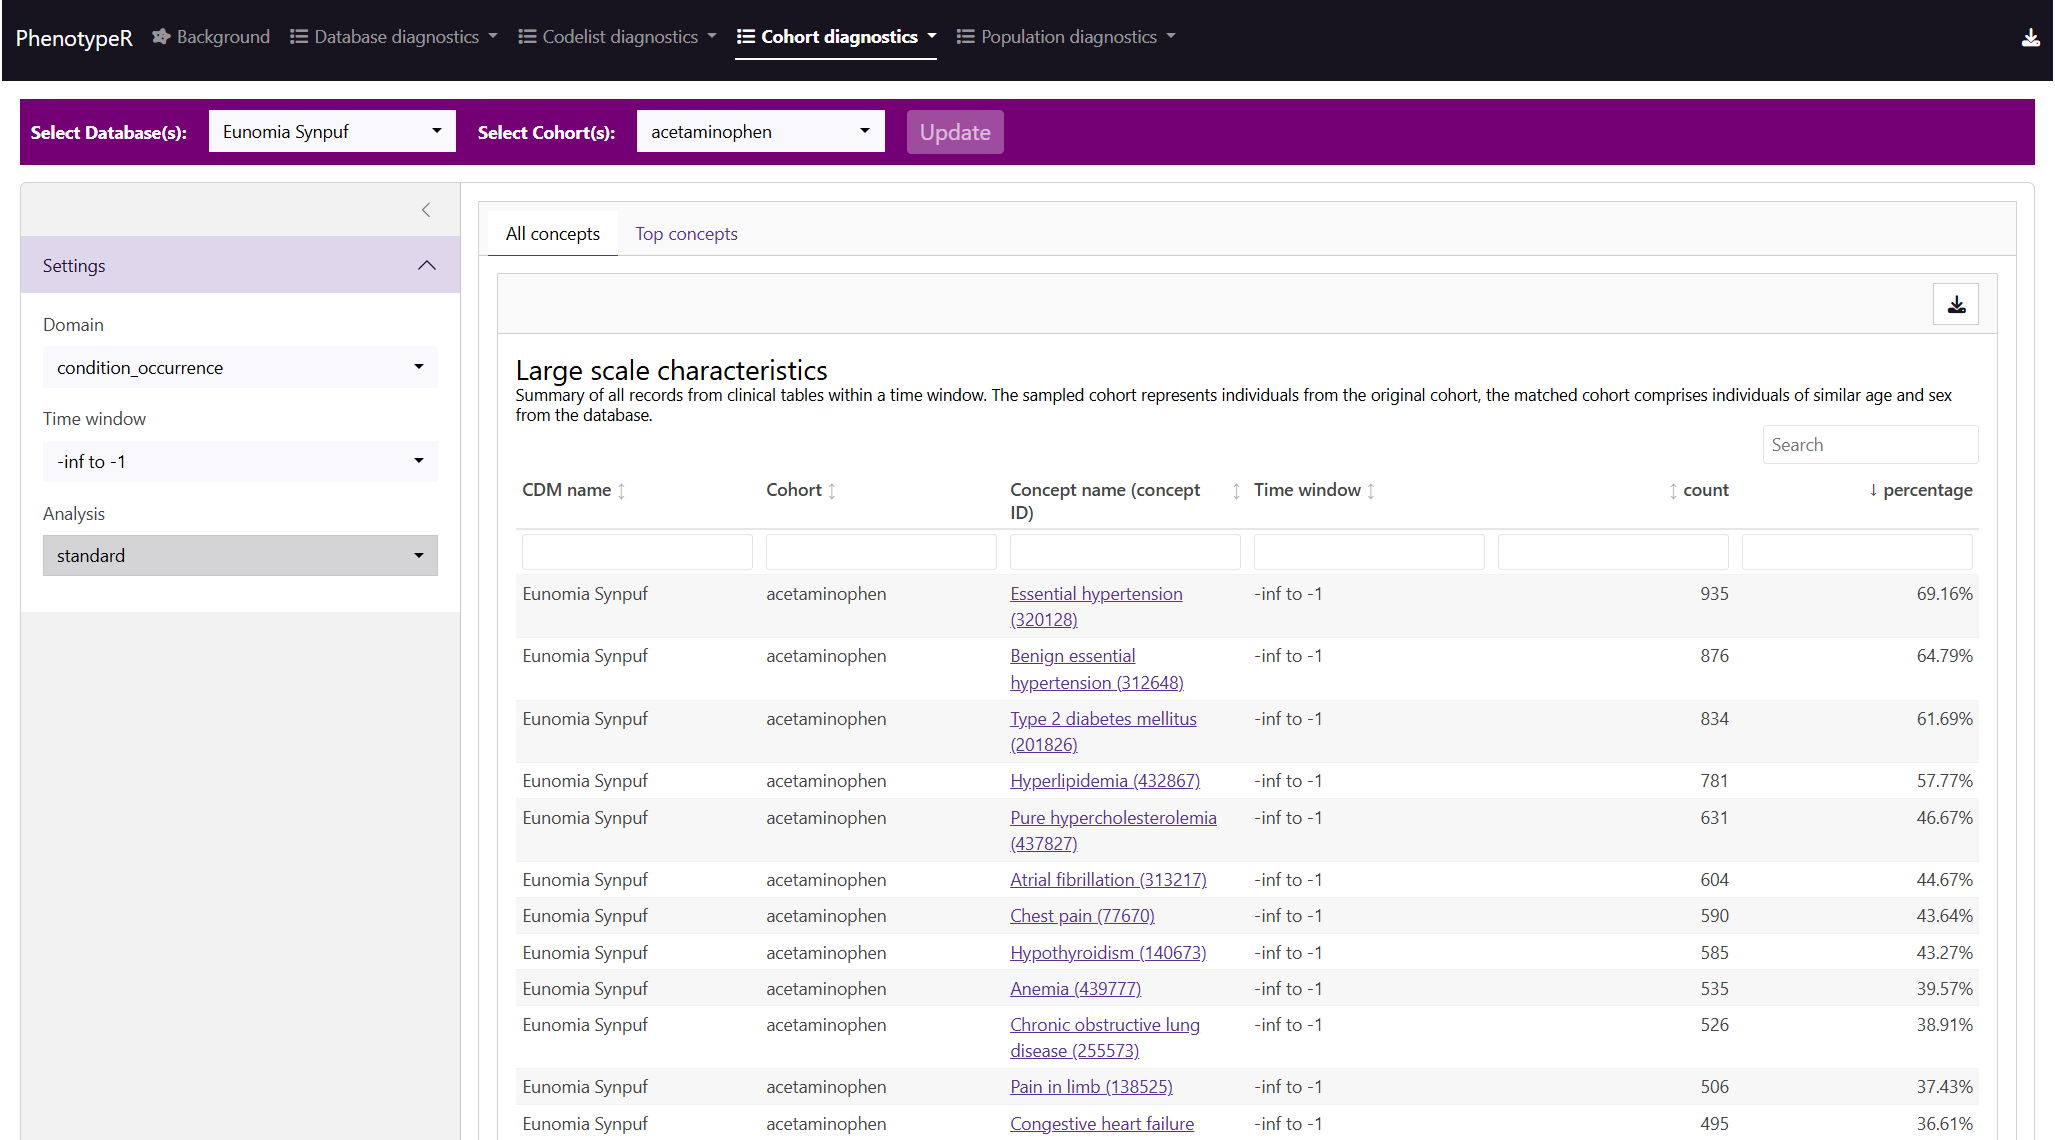 PhenotypeR Background Database diagnostics Codelist diagnostics Cohort diagnostics Population diagnostics
Select Database(s): Eunomia Synpuf Select Cohort(s): acetaminophen Update
Settings
Domain
condition_occurrence
Time window
-inf to -1
Analysis
standard
All concepts Top concepts
Large scale characteristics
Summary of all records from clinical tables within a time window. The sampled cohort represents individuals from the original cohort, the matched cohort comprises individuals of similar age and sex
from the database.
Search
CDM name Cohort Concept name (concept Time window count percentage
ID)
Eunomia Synpuf acetaminophen Essential hypertension -inf to -1 935 69.16%
(320128)
Eunomia Synpuf acetaminophen Benign essential -inf to -1 876 64.79%
hypertension (312648)
Eunomia Synpuf acetaminophen Type 2 diabetes mellitus -inf to -1 834 61.69%
(201826)
Eunomia Synpuf acetaminophen Hyperlipidemia (432867) -inf to -1 781 57.77%
Eunomia Synpuf acetaminophen Pure hypercholesterolemia -inf to -1 631 46.67%
(437827)
Eunomia Synpuf acetaminophen Atrial fibrillation (313217) -inf to -1 604 44.67%
Eunomia Synpuf acetaminophen Chest pain (77670) -inf to -1 590 43.64%
Eunomia Synpuf acetaminophen Hypothyroidism (140673) -inf to -1 585 43.27%
Eunomia Synpuf acetaminophen Anemia (439777) -inf to -1 535 39.57%
Eunomia Synpuf acetaminophen Chronic obstructive lung -inf to -1 526 38.91%
disease (255573)
Eunomia Synpuf acetaminophen Pain in limb (138525) -inf to -1 506 37.43%
Eunomia Synpuf acetaminophen Congestive heart failure -inf to -1 495 36.61%